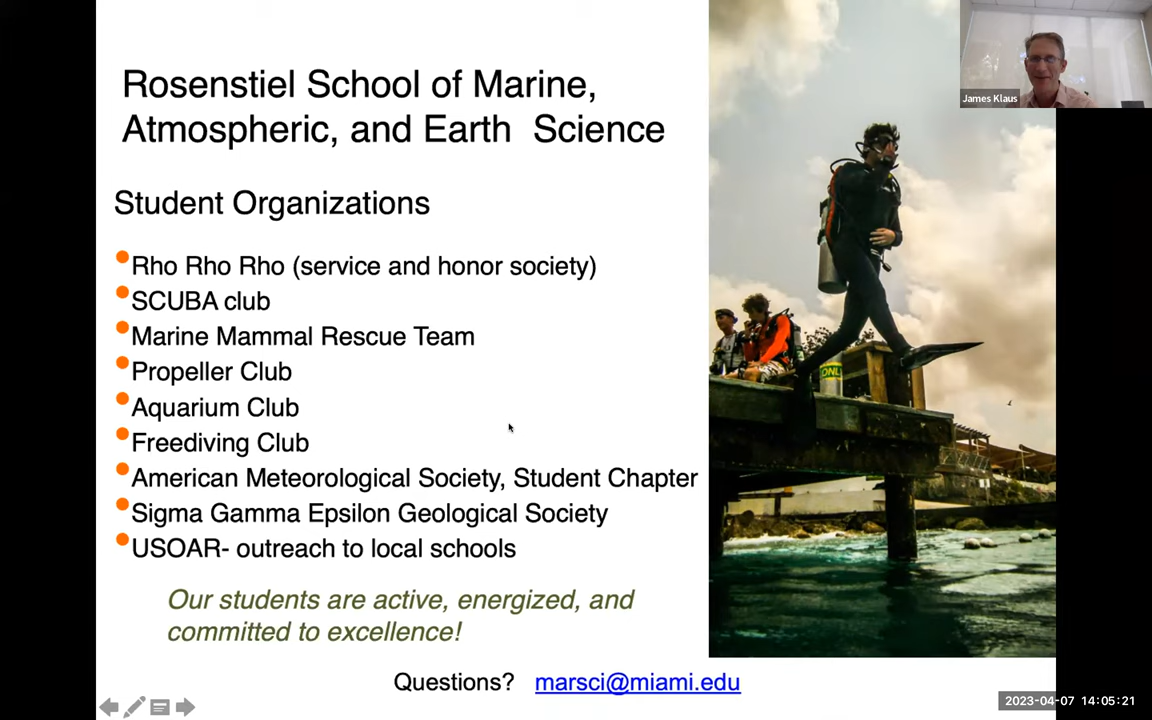 Rosenstiel School of Marine,
Atmospheric, and Earth Science
James Klaus
Student Organizations
Rho Rho Rho (service and honor society)
SCUBA club
Marine Mammal Rescue Team
Propeller Club
Aquarium Club
Freediving Club
American Meteorological Society, Student Chapter
Sigma Gamma Epsilon Geological Society
USOAR- outreach to local schools
ONL
Our students are active, energized, and
committed to excellence!
Questions? marsci@miami.edu
2023-04-07 14:05:21